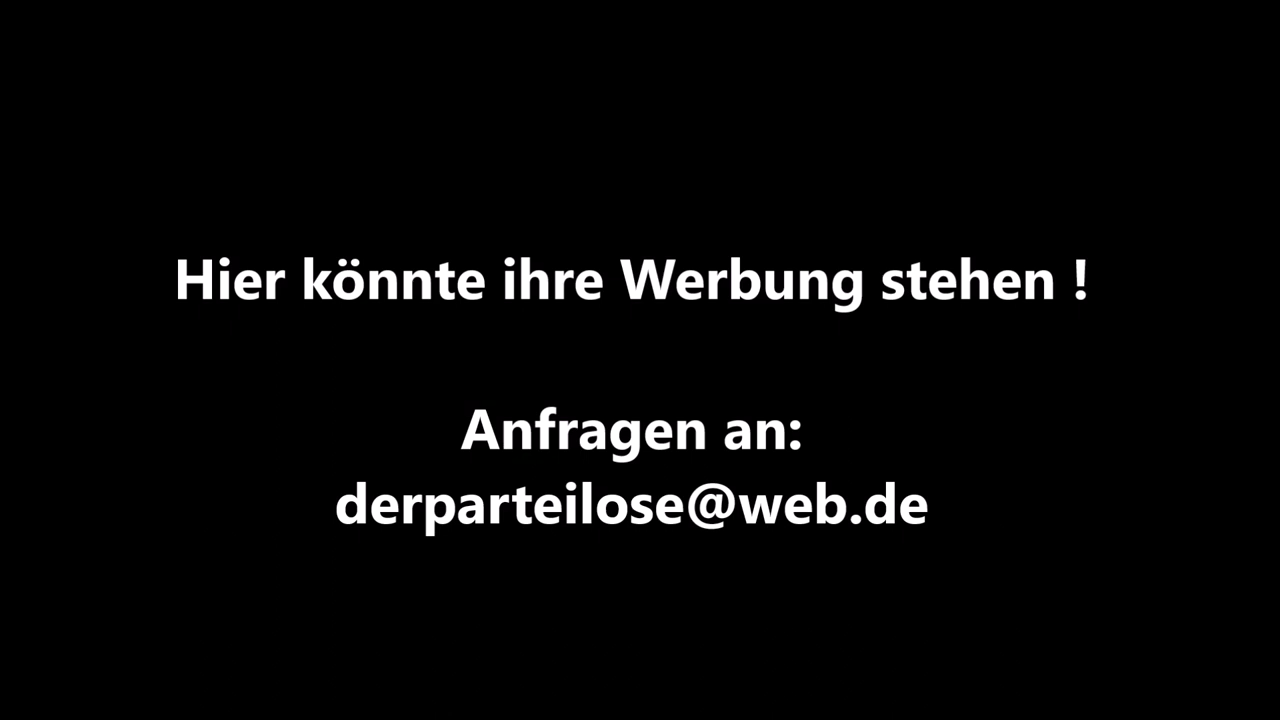 Hier könnte ihre Werbung stehen !
Anfragen an:
derparteilose@web.de